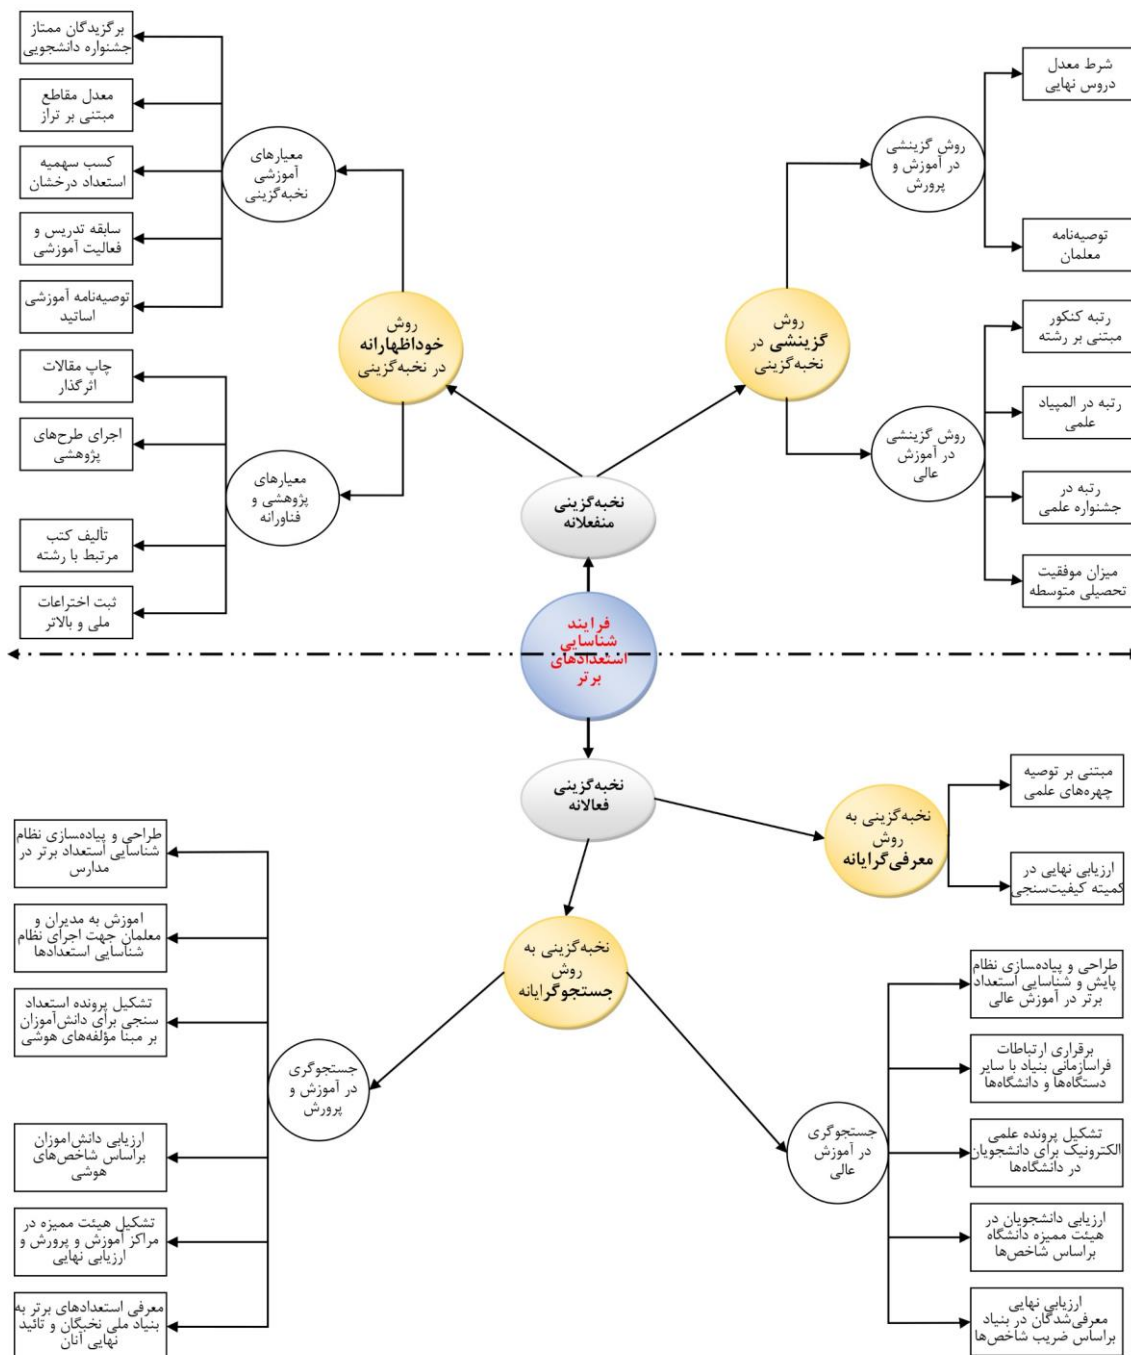 برگزیدگان ممتاز
جشنواره دانشجویی
معدل مقاطع
مبتنی بر تراز
کسب سهمیه
استعداد درخشان
سابقه تدریس و
فعالیت آموزشی
توصیه‌نامه آموزشی
اساتید
معیارهای
آموزشی
نخبه‌گزینی
چاپ مقالات
اثرگذار
اجرای طرح‌های
پژوهشی
تألیف کتب
مرتبط با رشته
ثبت اختراعات
ملی و بالاتر
معیارهای
پژوهشی و
فناورانه
روش
خوداظهارانه
در نخبه‌گزینی
شرط معدل
دروس نهایی
توصیه‌نامه
معلمان
روش گزینشی
در آموزش و
پرورش
رتبه کنکور
مبتنی بر رشته
رتبه در المپیاد
علمی
رتبه در
جشنواره علمی
میزان موفقیت
تحصیلی متوسطه
روش گزینشی
در آموزش
عالی
روش
گزینشی در
نخبه‌گزینی
نخبه‌گزینی
منفعلانه
فرایند
شناسایی
استعدادهای
برتر
نخبه‌گزینی
فعالانه
نخبه‌گزینی به
روش
معرفی‌گرایانه
مبتنی بر توصیه
چهره‌های علمی
ارزیابی نهایی در
کمیته کیفیت‌سنجی
نخبه‌گزینی به
روش
جستجوگرایانه
طراحی و پیاده‌سازی نظام
شناسایی استعداد برتر در
مدارس
اموزش به مدیران و
معلمان جهت اجرای نظام
شناسایی استعدادها
تشکیل پرونده استعداد
سنجی برای دانش‌آموزان
بر مبنا مؤلفه‌های هوشی
ارزیابی دانش‌اموزان
براساس شاخص‌های
هوشی
تشکیل هیئت ممیزه در
مراکز آموزش و پرورش و
ارزیابی نهایی
معرفی استعدادهای برتر به
بنیاد ملی نخبگان و تائید
نهایی آنان
جستجوگری
در آموزش و
پرورش
جستجوگری
در آموزش
عالی
طراحی و پیاده‌سازی نظام
پایش و شناسایی استعداد
برتر در آموزش عالی
برقراری ارتباطات
فراسازمانی بنیاد با سایر
دستگاه‌ها و دانشگاه‌ها
تشکیل پرونده علمی
الکترونیک برای دانشجویان
در دانشگاه‌ها
ارزیابی دانشجویان در
هیئت ممیزه دانشگاه
براساس شاخص‌ها
ارزیابی نهایی
معرفی‌شدگان در بنیاد
براساس ضریب شاخص‌ها